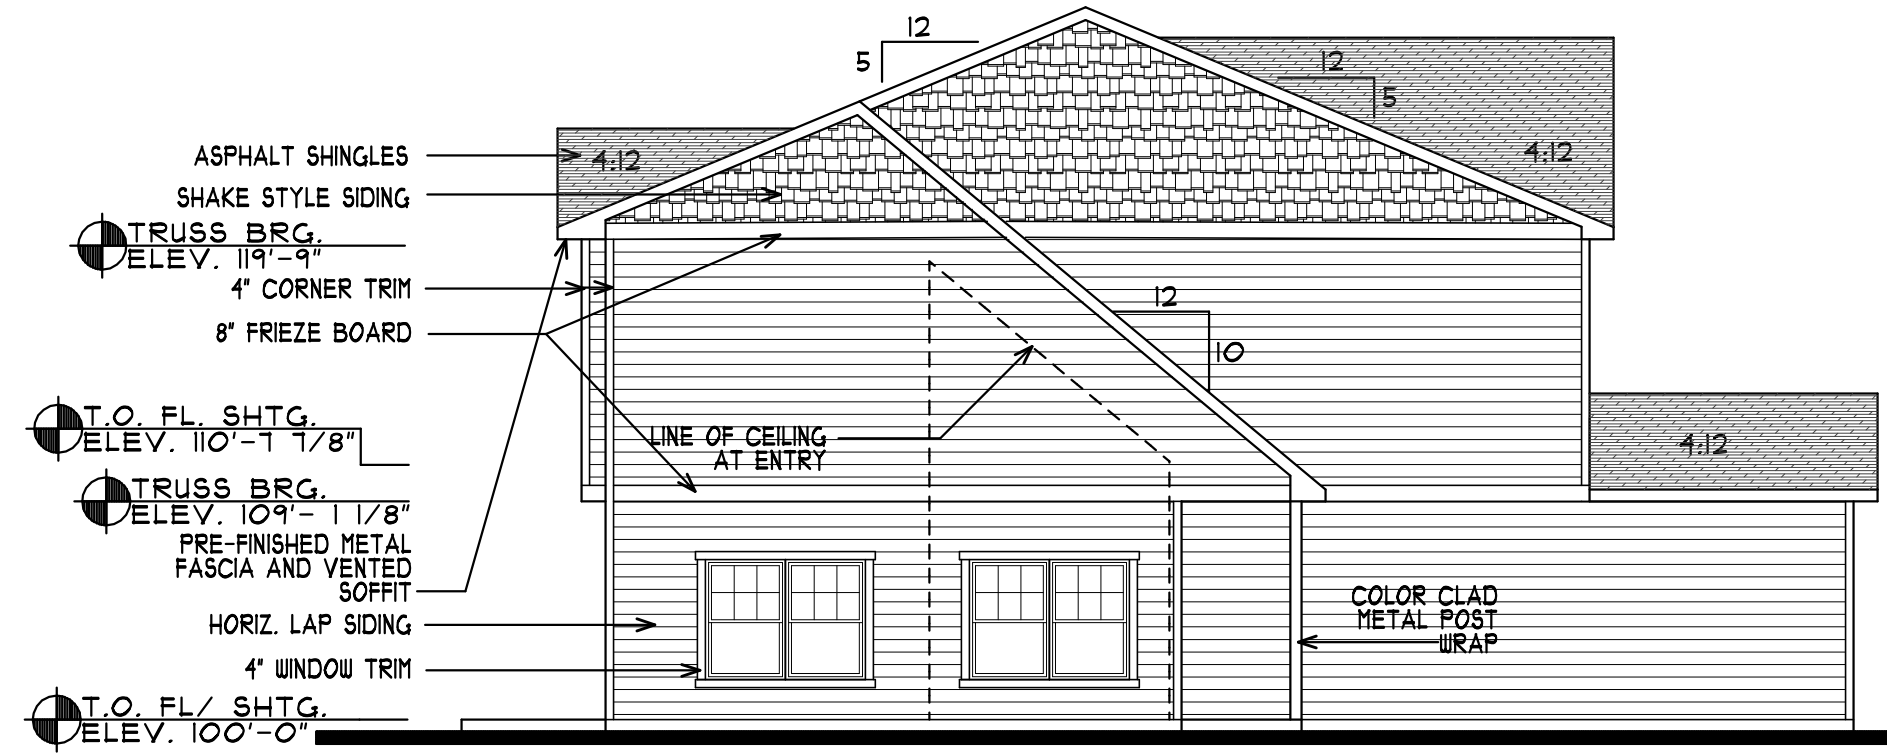 12
5
12
5
ASPHALT SHINGLES
4:12
4:12
SHAKE STYLE SIDING
TRUSS BRG.
ELEV. 119'-9"
4" CORNER TRIM
12
8" FRIEZE BOARD
10
T.O. FL. SHTG.
ELEV. 110'-7 7/8"
LINE OF CEILING
AT ENTRY
4:12
TRUSS BRG.
ELEV. 109'- 1 1/8"
PRE-FINISHED METAL
FASCIA AND VENTED
SOFFIT
COLOR CLAD
METAL POST
WRAP
HORIZ. LAP SIDING
4" WINDOW TRIM
T.O. FL/ SHTG.
ELEV. 100'-0"